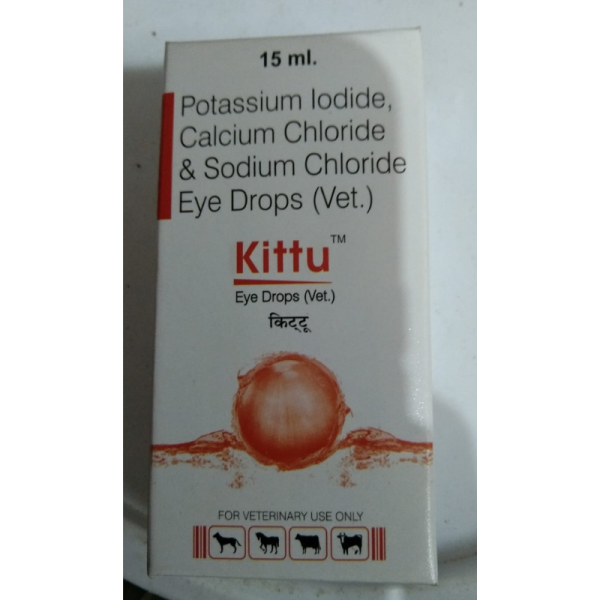 15 ml.
Potassium Iodide,
Calcium Chloride
& Sodium Chloride
Eye Drops (Vet.)
Kittu™
Eye Drops (Vet.)
किट्टू
FOR VETERINARY USE ONLY